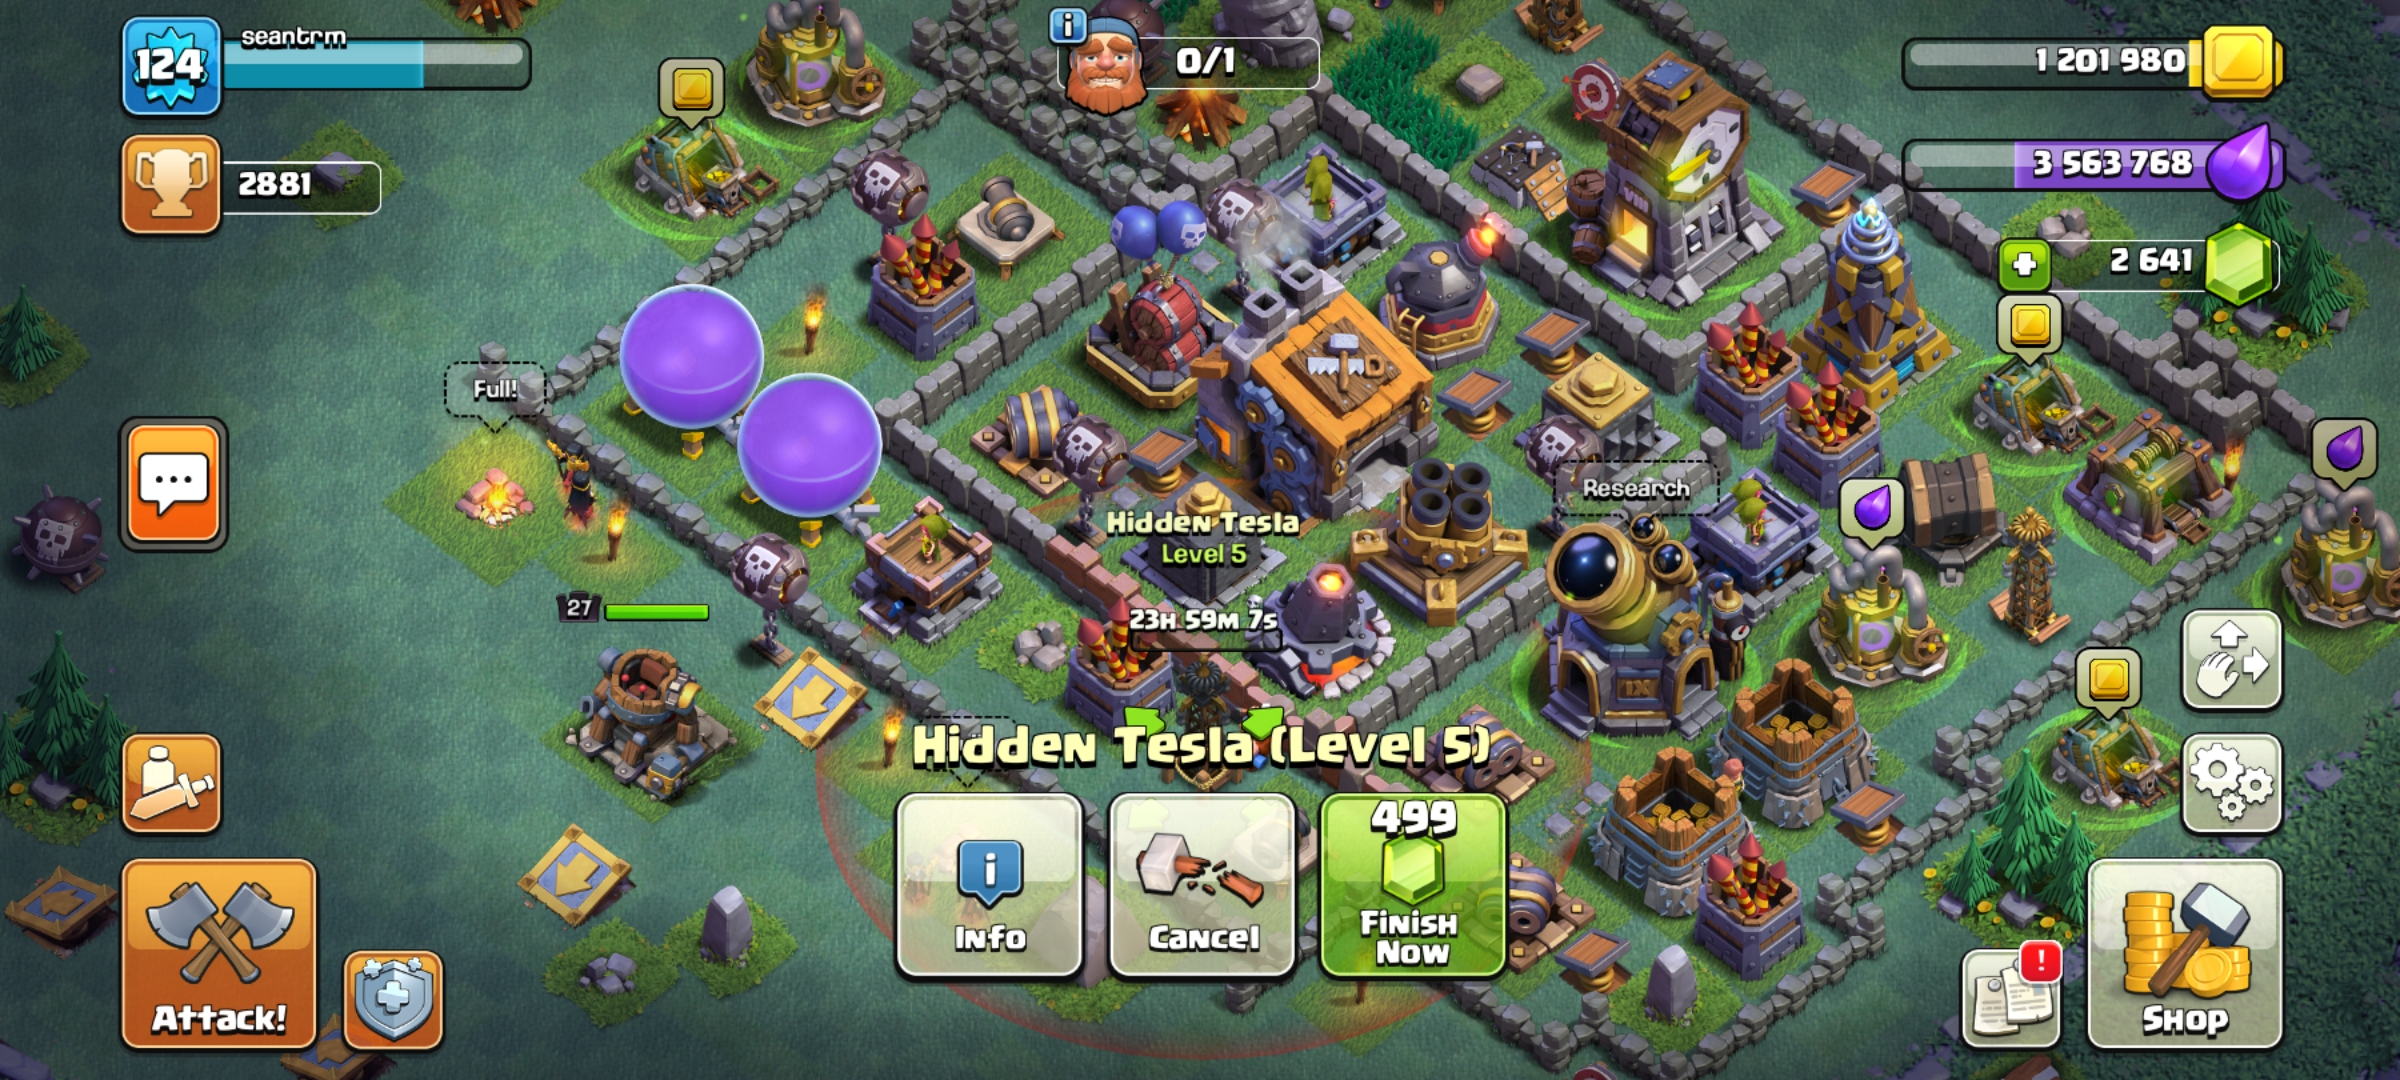 124
seantrm
0/1
1 201 980
2881
3 563 768
2 641
Full!
Research
Hidden Tesla
Level 5
27
23H 59M 7s
Hidden Tesla (Level 5)
499
Info
Cancel
Finish
Now
Attack!
!
Shop